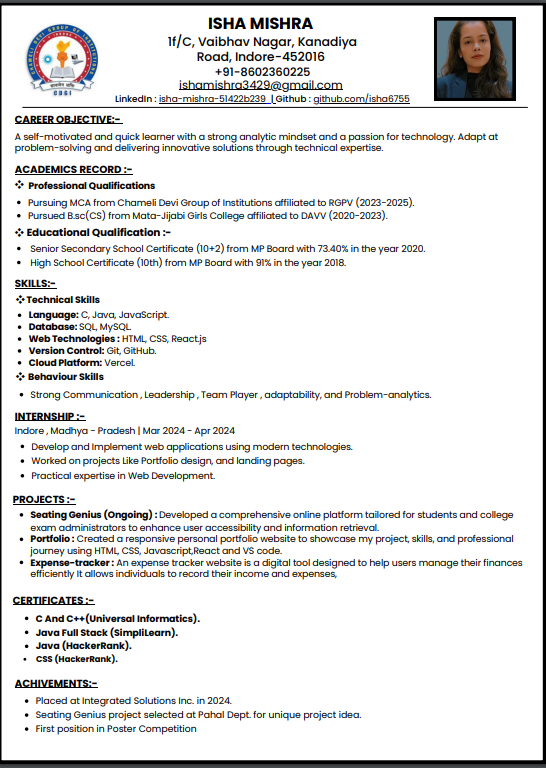 ISHA MISHRA
1f/C, Vaibhav Nagar, Kanadiya
Road, Indore-452016
+91-8602360225
ishamishra3429@gmail.com
LinkedIn : isha-mishra-51422b239 | Github : github.com/isha6755
CHAMELI DEVI GROUP OF INSTITUTIONS
CDGI
CAREER OBJECTIVE:-
A self-motivated and quick learner with a strong analytic mindset and a passion for technology. Adapt at
problem-solving and delivering innovative solutions through technical expertise.
ACADEMICS RECORD :-
❖ Professional Qualifications
• Pursuing MCA from Chameli Devi Group of Institutions affiliated to RGPV (2023-2025).
• Pursued B.sc(CS) from Mata-Jijabi Girls College affiliated to DAVV (2020-2023).
❖ Educational Qualification :-
• Senior Secondary School Certificate (10+2) from MP Board with 73.40% in the year 2020.
• High School Certificate (10th) from MP Board with 91% in the year 2018.
SKILLS:-
❖Technical Skills
• Language: C, Java, JavaScript.
• Database: SQL, MySQL.
• Web Technologies : HTML, CSS, React.js
• Version Control: Git, GitHub.
• Cloud Platform: Vercel.
❖ Behaviour Skills
• Strong Communication , Leadership , Team Player , adaptability, and Problem-analytics.
INTERNSHIP :-
Indore , Madhya - Pradesh | Mar 2024 - Apr 2024
• Develop and Implement web applications using modern technologies.
• Worked on projects Like Portfolio design, and landing pages.
• Practical expertise in Web Development.
PROJECTS :-
• Seating Genius (Ongoing) : Developed a comprehensive online platform tailored for students and college
exam administrators to enhance user accessibility and information retrieval.
• Portfolio : Created a responsive personal portfolio website to showcase my project, skills, and professional
journey using HTML, CSS, Javascript,React and VS code.
• Expense-tracker : An expense tracker website is a digital tool designed to help users manage their finances
efficiently It allows individuals to record their income and expenses,
CERTIFICATES :-
• C And C++(Universal Informatics).
• Java Full Stack (SimpliLearn).
• Java (HackerRank).
• CSS (HackerRank).
ACHIVEMENTS:-
• Placed at Integrated Solutions Inc. in 2024.
• Seating Genius project selected at Pahal Dept. for unique project idea.
• First position in Poster Competition